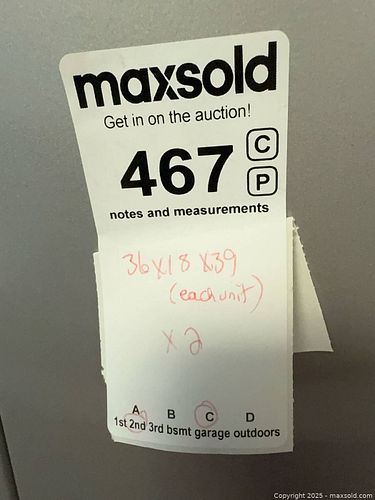 maxsold
Get in on the auction!
467 C
P
notes and measurements
36x18x39
(each unit)
x 2
A B C D
1st 2nd 3rd bsmt garage outdoors
Copyright 2025 - maxsold.com